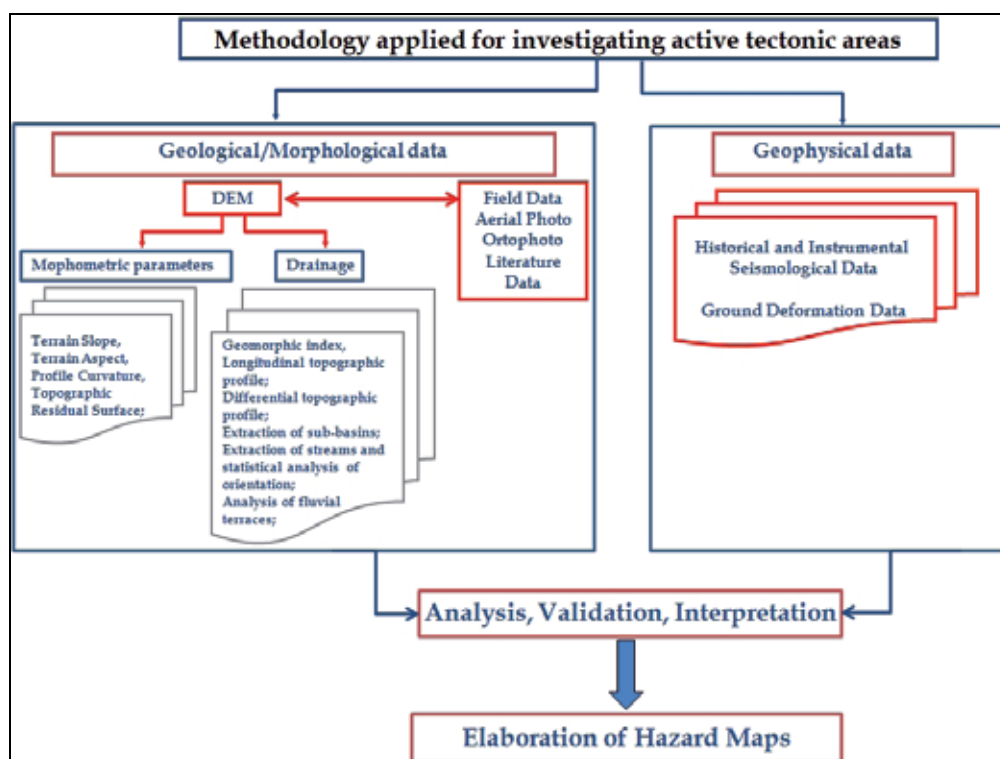 Methodology applied for investigating active tectonic areas
Geological/Morphological data
DEM
Field Data
Aerial Photo
Ortophoto
Literature
Data
Mophometric parameters
Drainage
Terrain Slope,
Terrain Aspect,
Profile Curvature,
Topographic
Residual Surface;
Geomorphic index,
Longitudinal topographic
profile;
Differential topographic
profile;
Extraction of sub-basins;
Extraction of streams and
statistical analysis of
orientation;
Analysis of fluvial
terraces;
Geophysical data
Historical and Instrumental
Seismological Data
Ground Deformation Data
Analysis, Validation, Interpretation
Elaboration of Hazard Maps